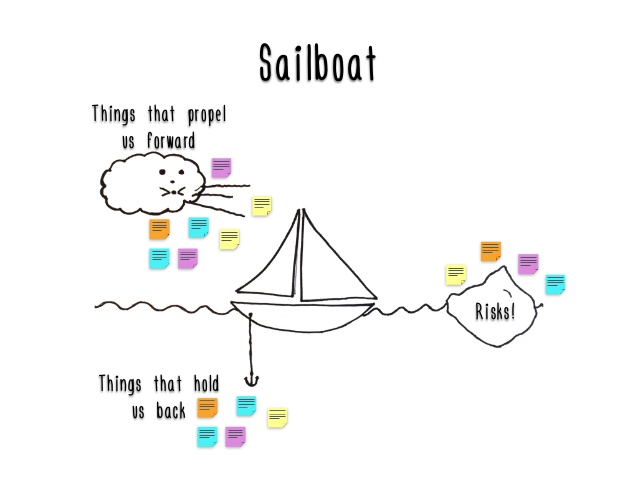 Sailboat
Things that propel
us forward
Risks!
Things that hold
us back